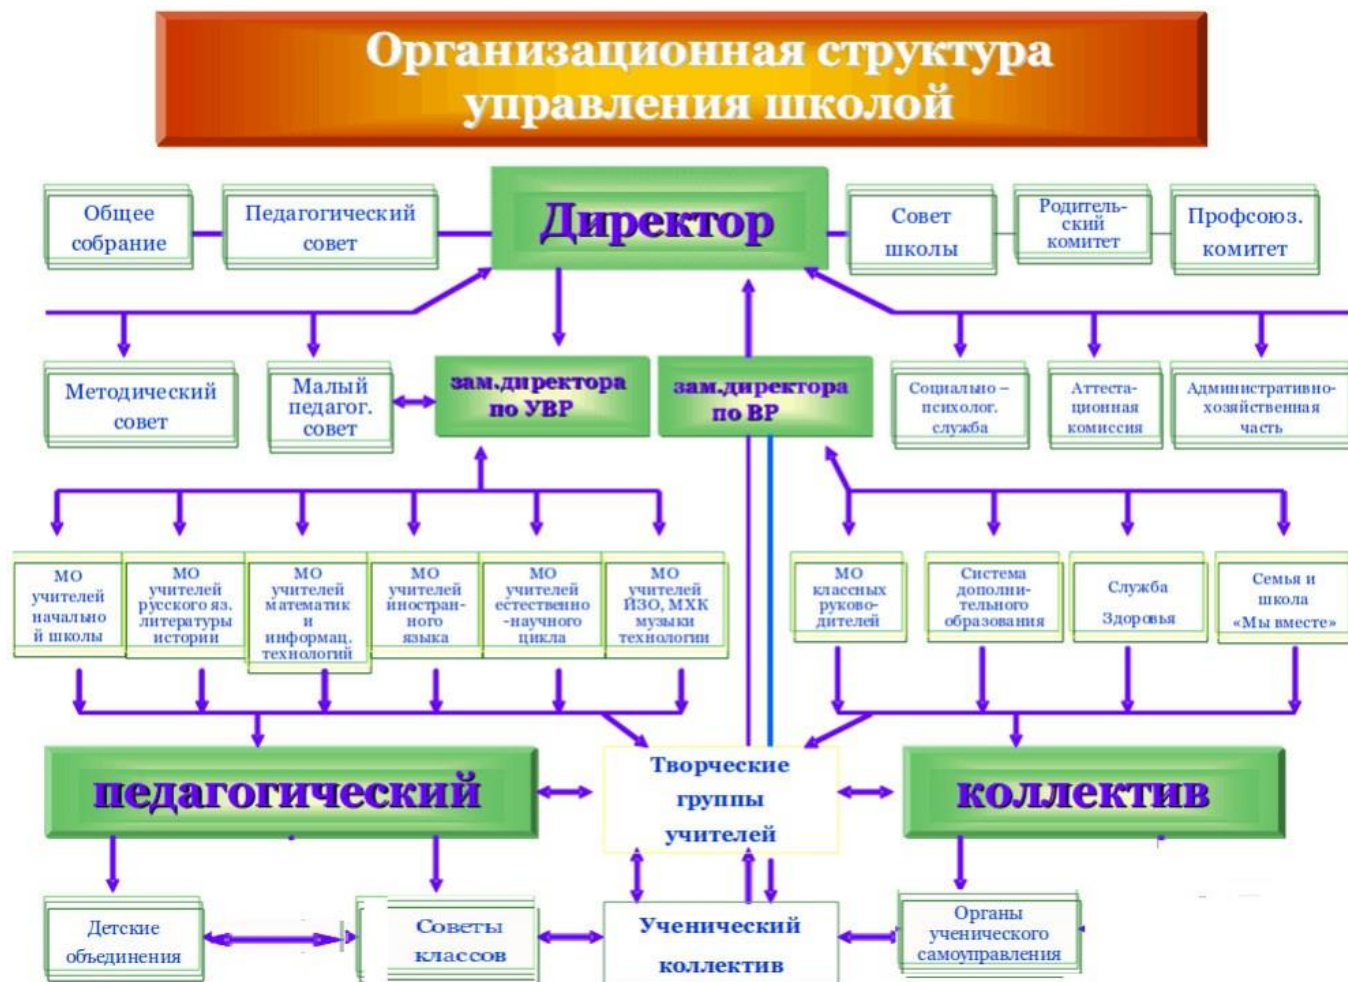 Организационная структура
управления школой
Общее
собрание
Педагогический
совет
Директор
Совет
школы
Родитель-
ский
комитет
Профсоюз.
комитет
Методический
совет
Малый
педагог.
совет
зам.директора
по УВР
зам.директора
по ВР
Социально –
психолог.
служба
Аттеста-
ционная
комиссия
Административно-
хозяйственная
часть
МО
учителей
начально
й школы
МО
учителей
русского яз.
литературы
истории
МО
учителей
математик
и
информац.
технологий
МО
учителей
иностран-
ного
языка
МО
учителей
естественно
-научного
цикла
МО
учителей
ИЗО, МХК
музыки
технологии
МО
классных
руково-
дителей
Система
дополни-
тельного
образования
Служба
Здоровья
Семья и
школа
«Мы вместе»
педагогический
Творческие
группы
учителей
коллектив
Детские
объединения
Советы
классов
Ученический
коллектив
Органы
ученического
самоуправления